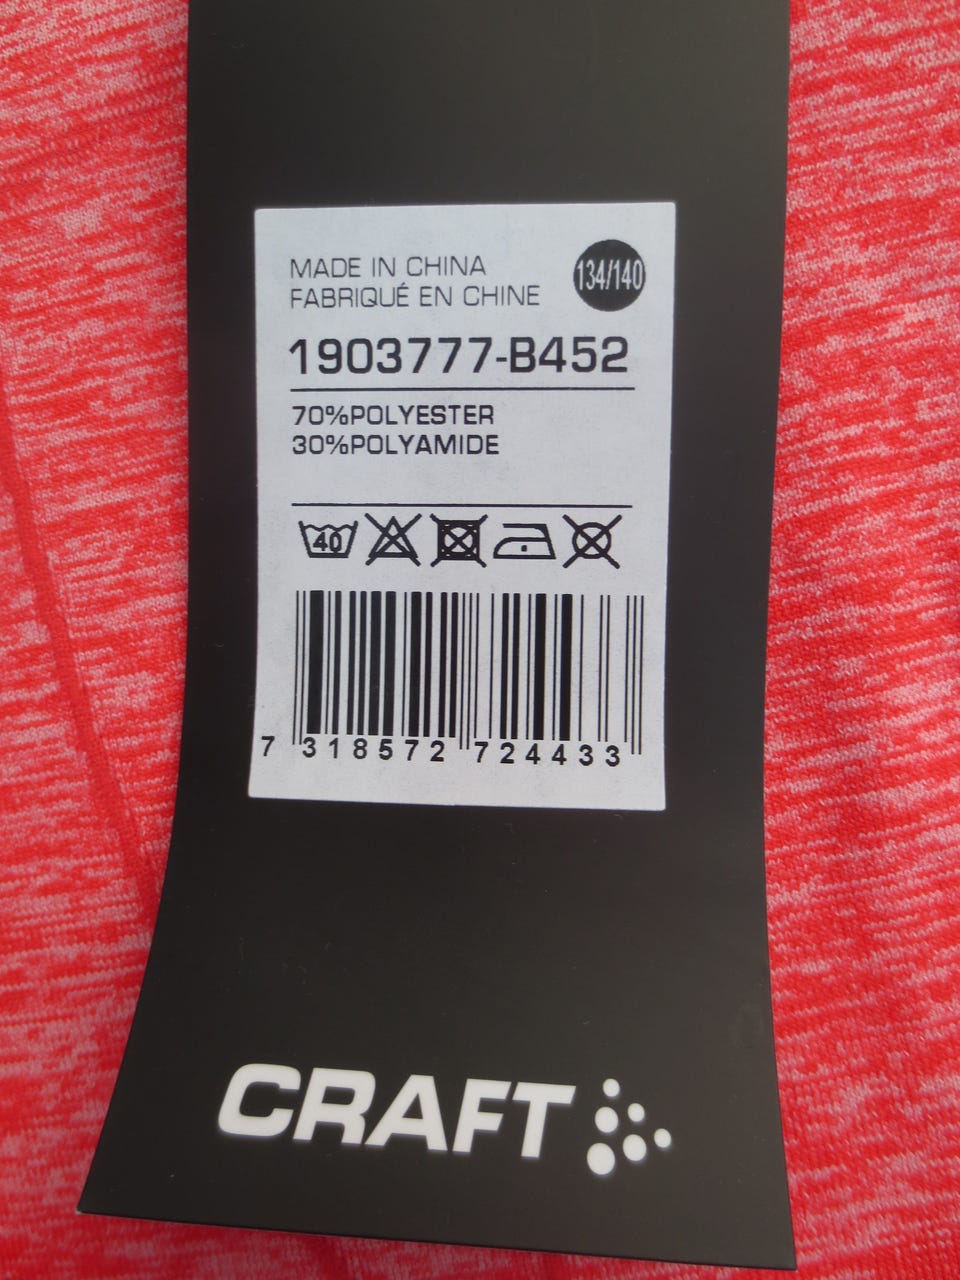 MADE IN CHINA
FABRIQUÉ EN CHINE
134/140
1903777-B452
70%POLYESTER
30%POLYAMIDE
40
7 318572 724433
CRAFT